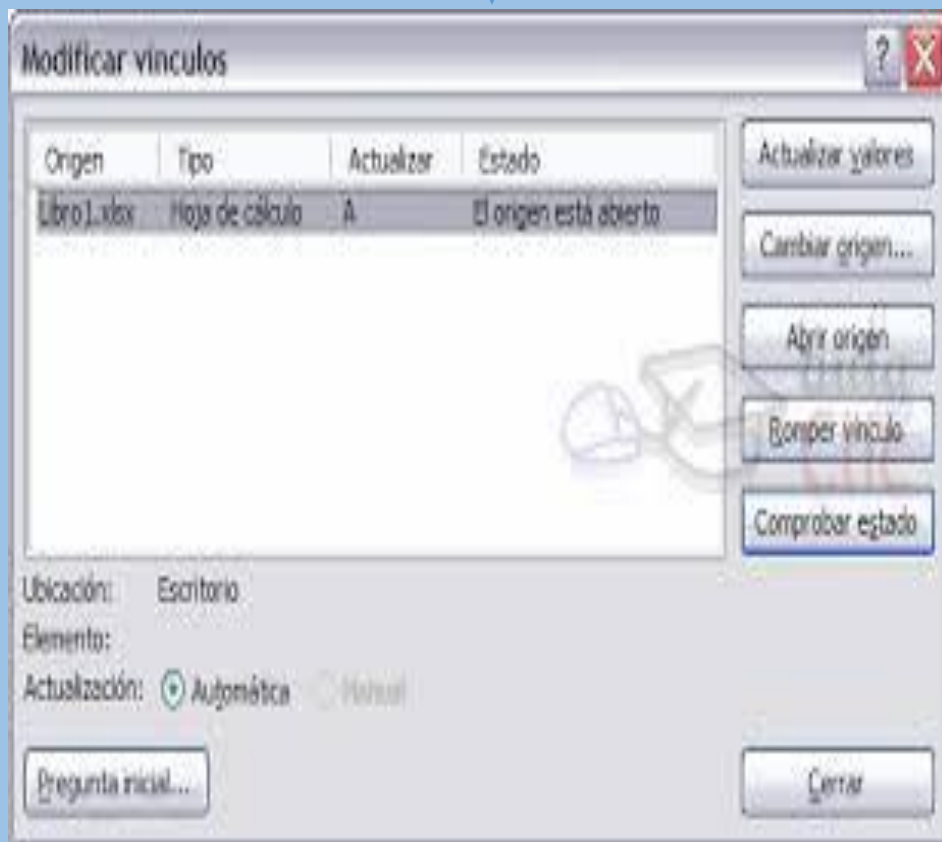 Modificar vínculos
Origen Tipo Actualizar Estado
Libro1.xlsx Hoja de cálculo A El origen está abierto
Actualizar valores
Cambiar origen...
Abrir origen
Romper vínculo
Comprobar estado
Ubicación: Escritorio
Elemento:
Actualización: Automática Manual
Pregunta inicial... Cerrar